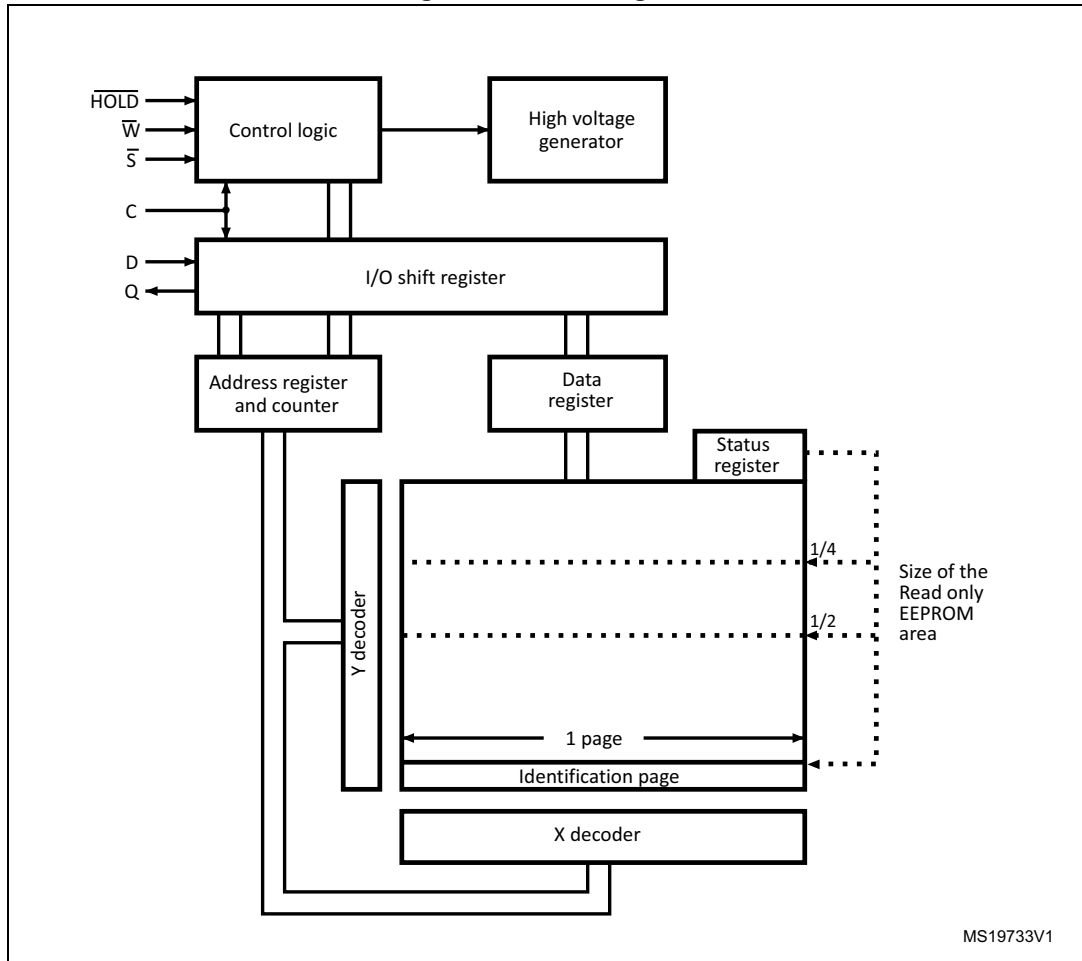 HOLD
W
S
C
D
Q
Control logic
High voltage
generator
I/O shift register
Address register
and counter
Data
register
Status
register
1/4
1/2
Size of the
Read only
EEPROM
area
Y decoder
1 page
Identification page
X decoder
MS19733V1